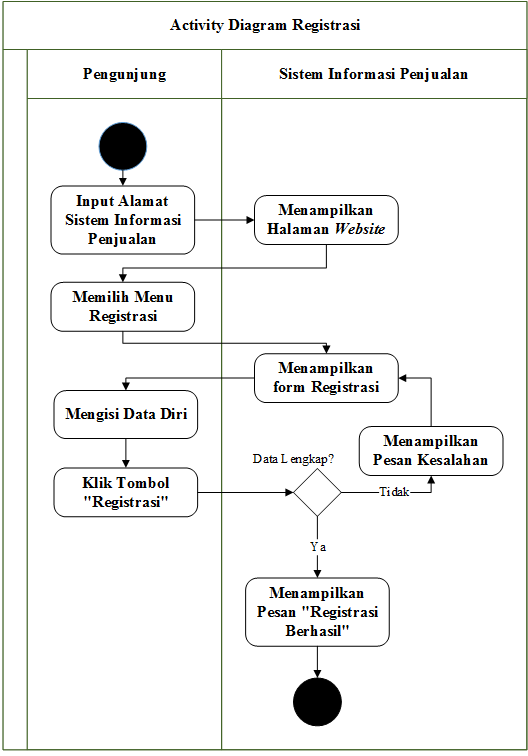 Activity Diagram Registrasi
Pengunjung
Sistem Informasi Penjualan
Input Alamat
Sistem Informasi
Penjualan
Menampilkan
Halaman Website
Memilih Menu
Registrasi
Menampilkan
form Registrasi
Mengisi Data Diri
Menampilkan
Pesan Kesalahan
Data Lengkap?
Klik Tombol
"Registrasi"
Tidak
Ya
Menampilkan
Pesan "Registrasi
Berhasil"